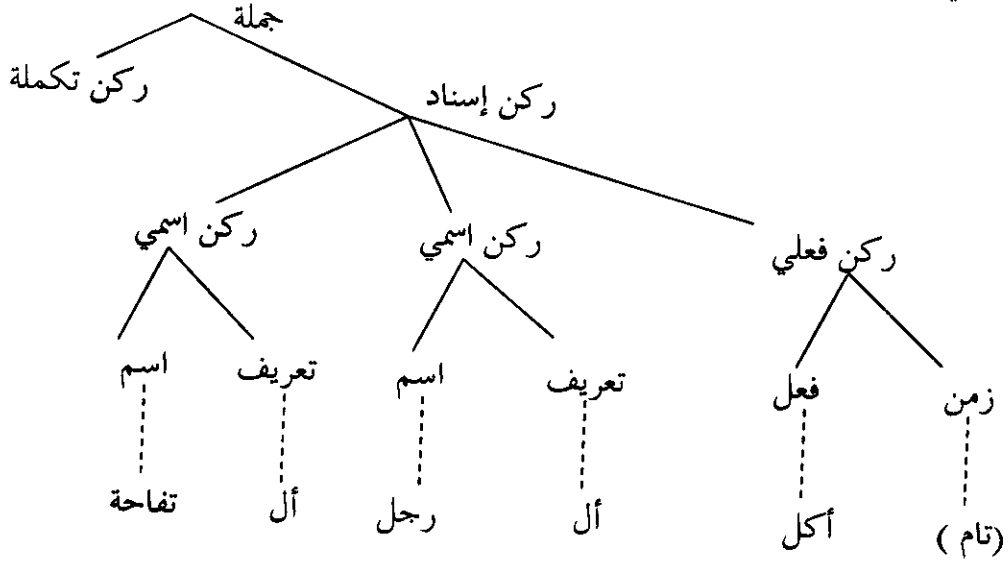 جملة
ركن إسناد
ركن تكملة
ركن فعلي
ركن اسمي
ركن اسمي
زمن
فعل
تعريف
اسم
تعريف
اسم
(تام)
أكل
أل
رجل
أل
تفاحة